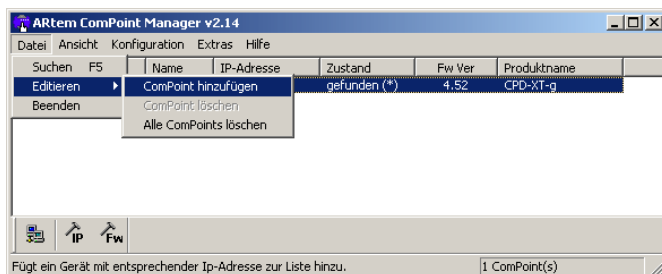 ARtem ComPoint Manager v2.14
Datei Ansicht Konfiguration Extras Hilfe
Suchen F5
Editieren
Beenden
ComPoint hinzufügen
ComPoint löschen
Alle ComPoints löschen
Name IP-Adresse Zustand Fw Ver Produktname
gefunden (*) 4.52 CPD-XT-g
IP Fw
Fügt ein Gerät mit entsprechender Ip-Adresse zur Liste hinzu. 1 ComPoint(s)